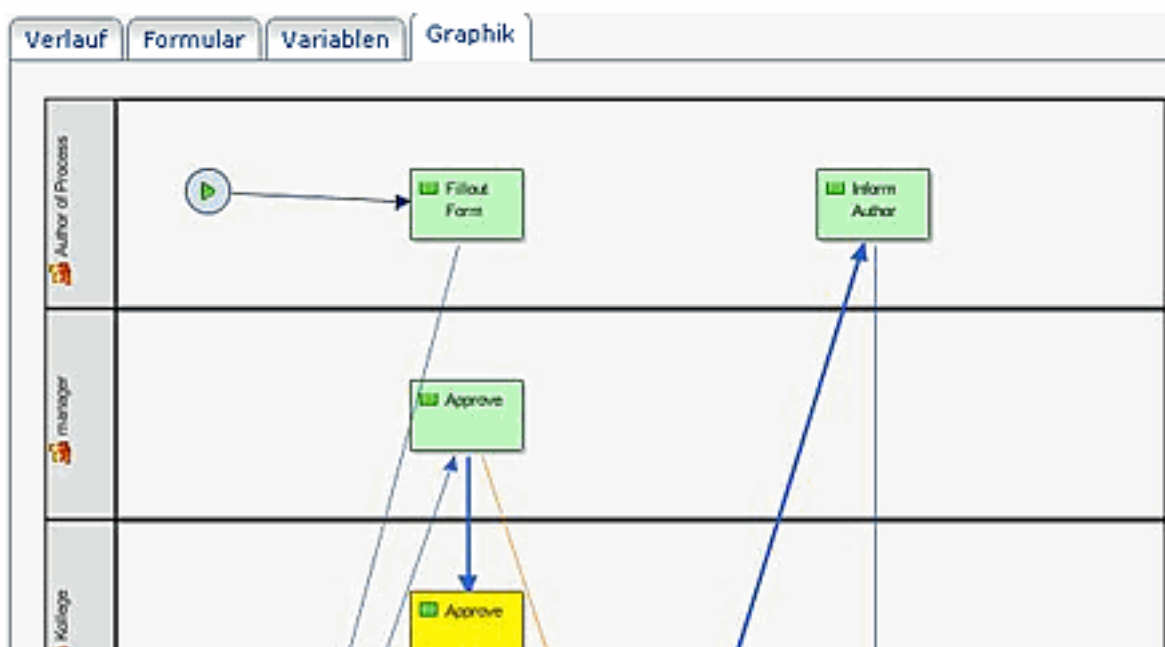 Verlauf
Formular
Variablen
Graphik
Author of Process
Fillout
Form
Inform
Author
manager
Approve
Kollege
Approve